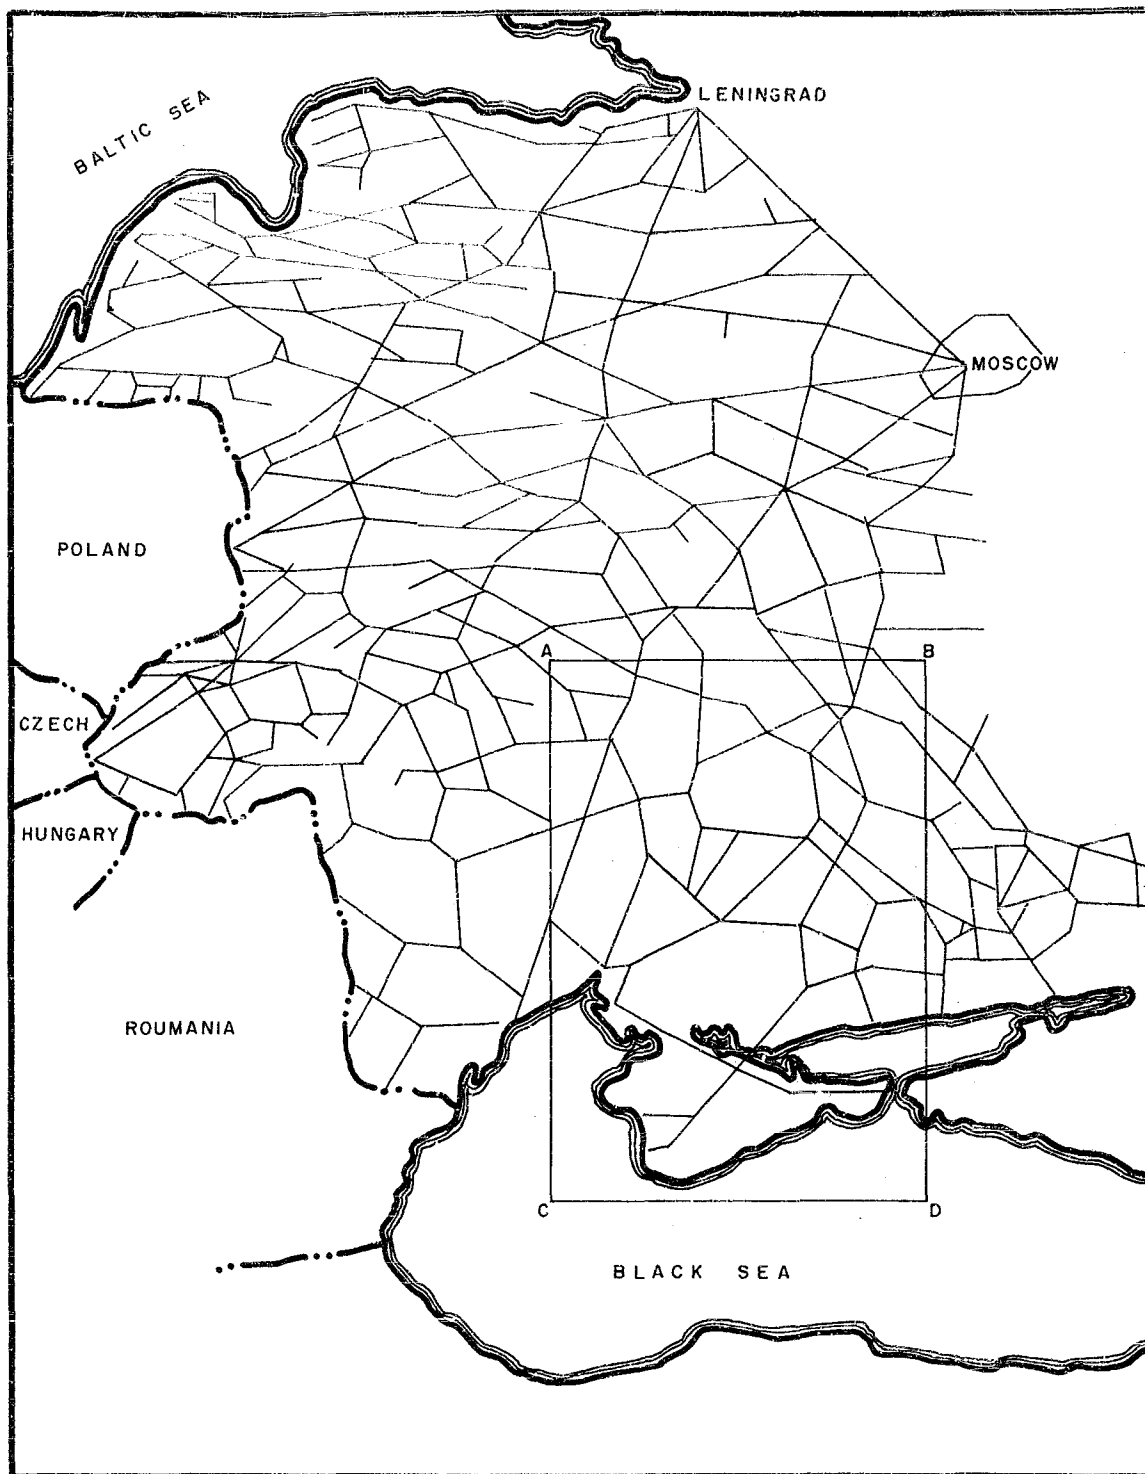 LENINGRAD
BALTIC SEA
MOSCOW
POLAND
A B
CZECH
HUNGARY
ROUMANIA
C D
BLACK SEA